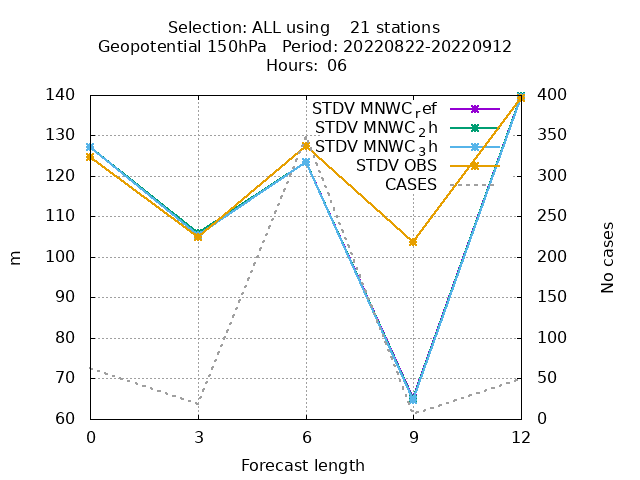 Selection: ALL using    21 stations
Geopotential 150hPa   Period: 20220822-20220912
Hours: 06
STDV MNWC_ref
STDV MNWC_2h
STDV MNWC_3h
STDV OBS
CASES
140
130
120
110
100
90
80
70
60
m
400
350
300
250
200
150
100
50
0
No cases
0 3 6 9 12
Forecast length